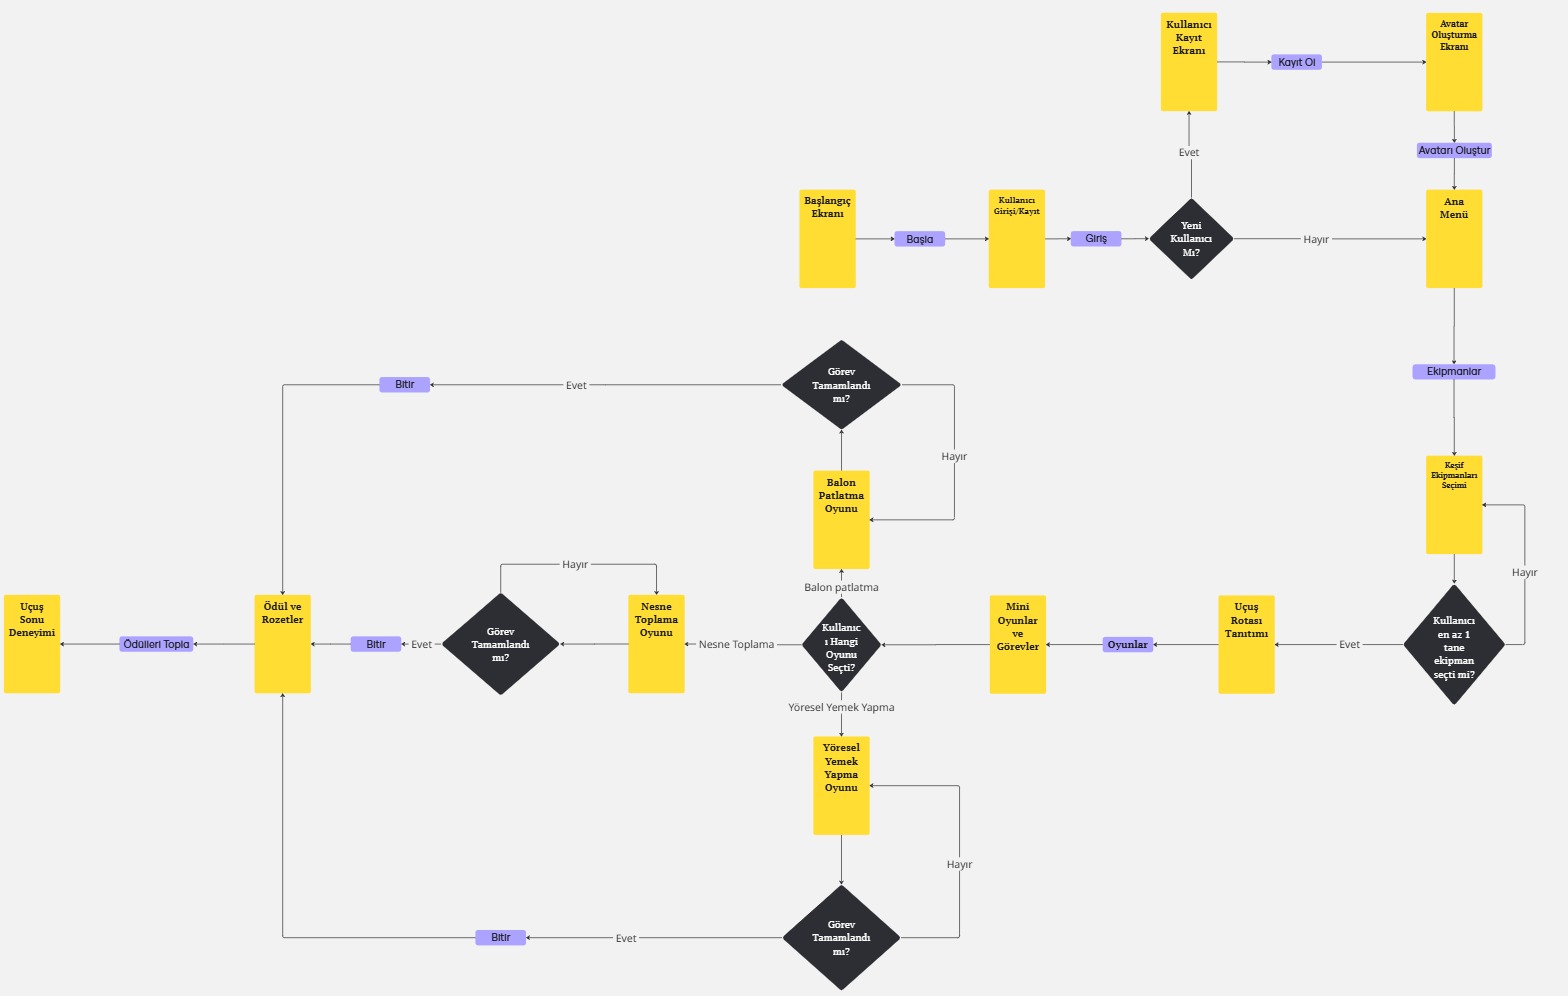 Kullanıcı
Kayıt
Ekranı
Kayıt Ol
Avatar
Oluşturma
Ekranı
Evet
Avatarı Oluştur
Başlangıç
Ekranı
Başla
Kullanıcı
Girişi/Kayıt
Giriş
Yeni
Kullanıcı
Mı?
Hayır
Ana
Menü
Ekipmanlar
Görev
Tamamlandı
mı?
Evet
Bitir
Hayır
Balon
Patlatma
Oyunu
Balon patlatma
Keşif
Ekipmanları
Seçimi
Hayır
Kullanıcı
en az 1
tane
ekipman
seçti mi?
Evet
Uçuş
Rotası
Tanıtımı
Oyunlar
Mini
Oyunlar
ve
Görevler
Kullanıc
ı Hangi
Oyunu
Seçti?
Nesne Toplama
Nesne
Toplama
Oyunu
Hayır
Görev
Tamamlandı
mı?
Evet
Bitir
Ödül ve
Rozetler
Ödülleri Topla
Uçuş
Sonu
Deneyimi
Yöresel Yemek Yapma
Yöresel
Yemek
Yapma
Oyunu
Hayır
Görev
Tamamlandı
mı?
Evet
Bitir